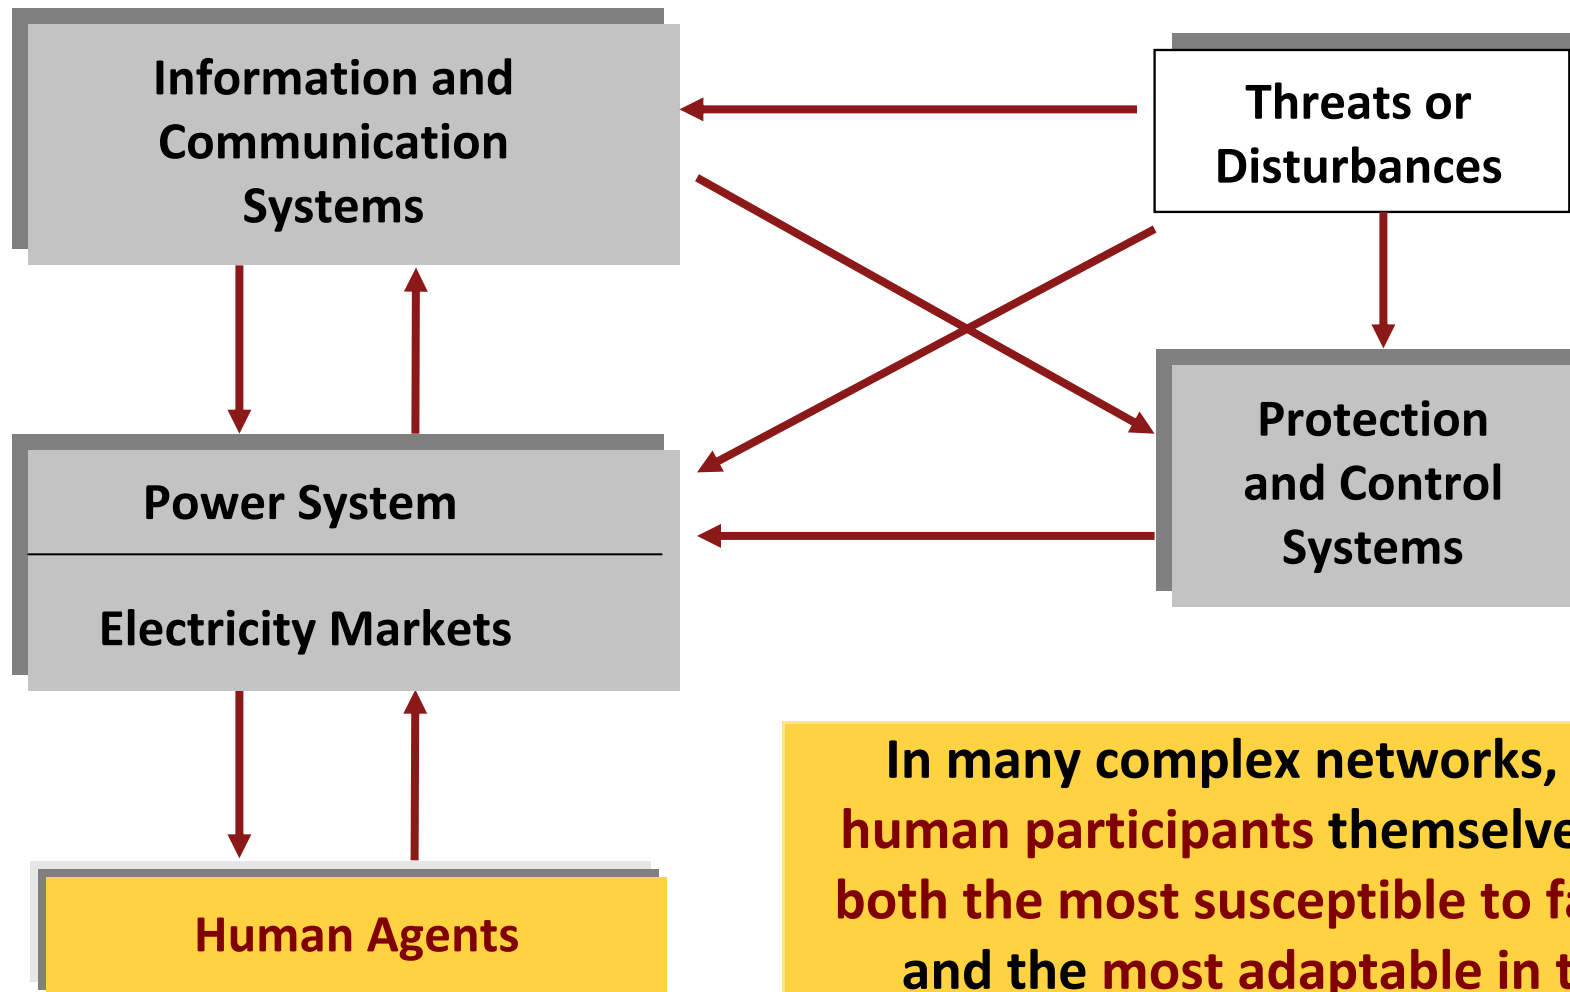 Information and
Communication
Systems
Threats or
Disturbances
Protection
and Control
Systems
Power System
Electricity Markets
In many complex networks,
human participants
both the most susceptible to
and the most adaptable in
Human Agents